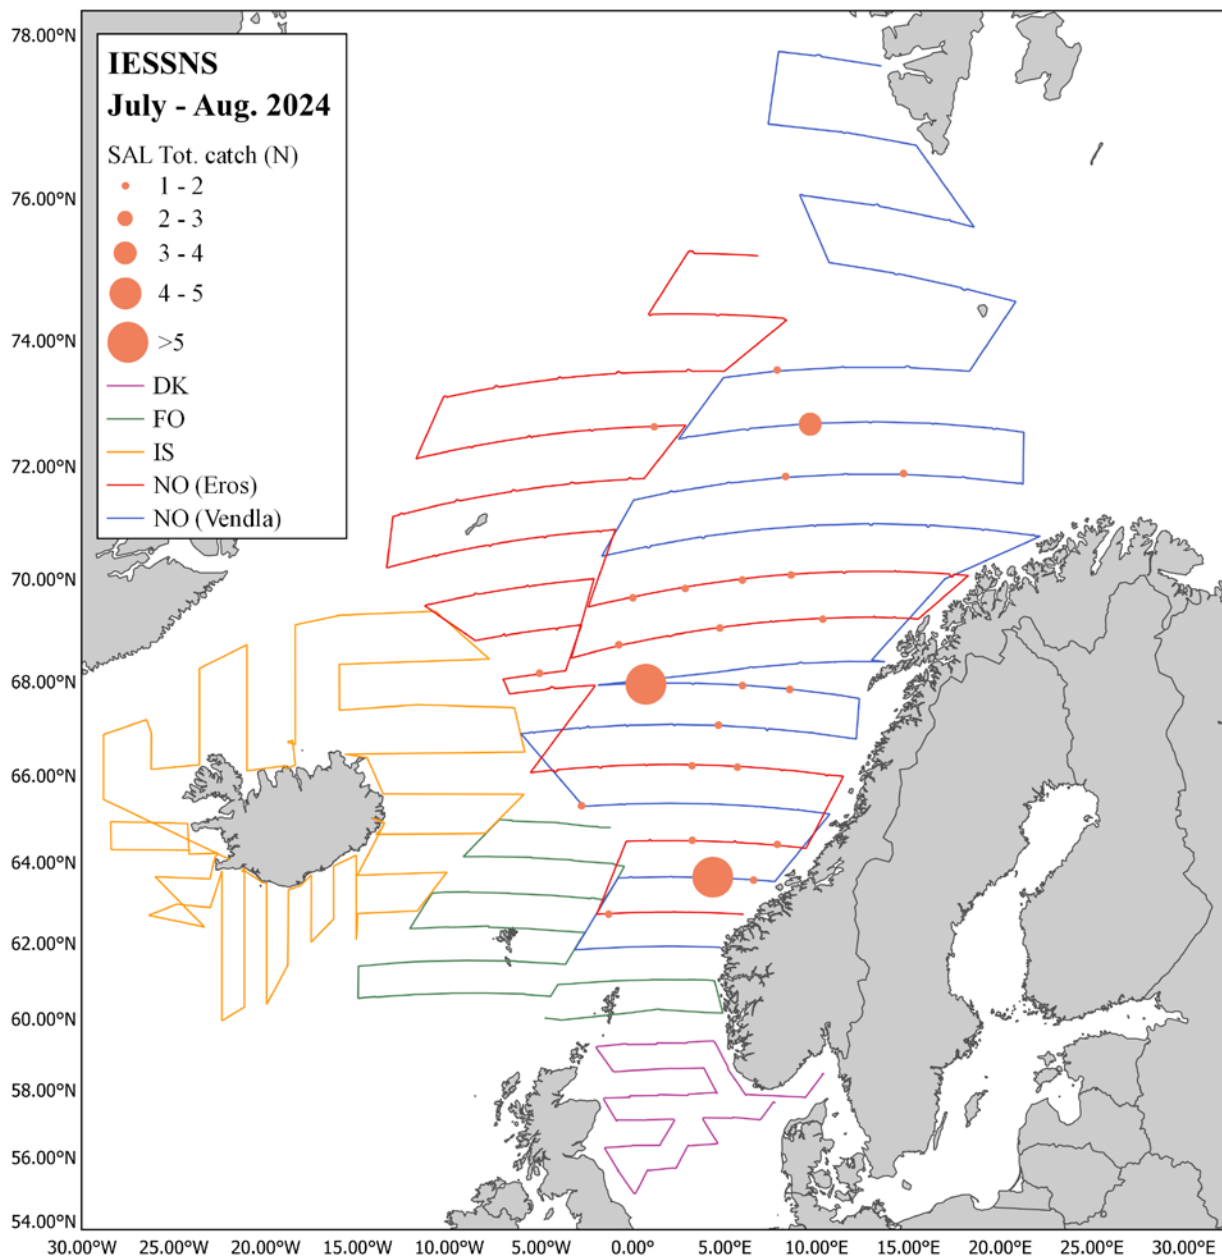 IESSNS
July - Aug. 2024
SAL Tot. catch (N)
1 - 2
2 - 3
3 - 4
4 - 5
>5
DK
FO
IS
NO (Eros)
NO (Vendla)
78.00°N
76.00°N
74.00°N
72.00°N
70.00°N
68.00°N
66.00°N
64.00°N
62.00°N
60.00°N
58.00°N
56.00°N
54.00°N
30.00°W 25.00°W 20.00°W 15.00°W 10.00°W 5.00°W 0.00° 5.00°E 10.00°E 15.00°E 20.00°E 25.00°E 30.00°E